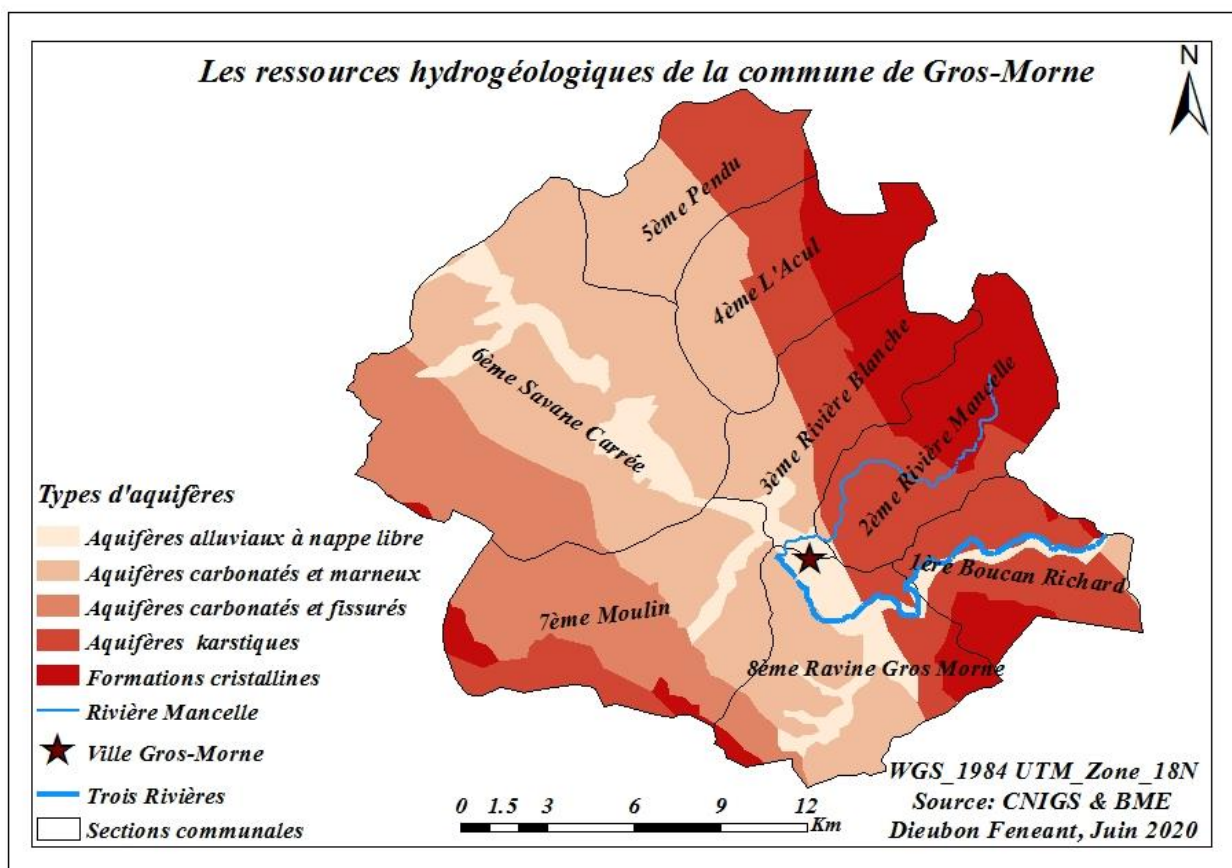 Les ressources hydrogéologiques de la commune de Gros-Morne
N
5ème Pendu
4ème L'Acul
3ème Rivière Blanche
2ème Rivière Mancelle
6ème Savane Carrée
1ère Boucan Richard
7ème Moulin
8ème Ravine Gros Morne
Types d'aquifères
Aquifères alluviaux à nappe libre
Aquifères carbonatés et marneux
Aquifères carbonatés et fissurés
Aquifères karstiques
Formations cristallines
Rivière Mancelle
Ville Gros-Morne
Trois Rivières
Sections communales
0 1.5 3 6 9 12
Km
WGS_1984 UTM_Zone_18N
Source: CNIGS & BME
Dieubon Feneant, Juin 2020